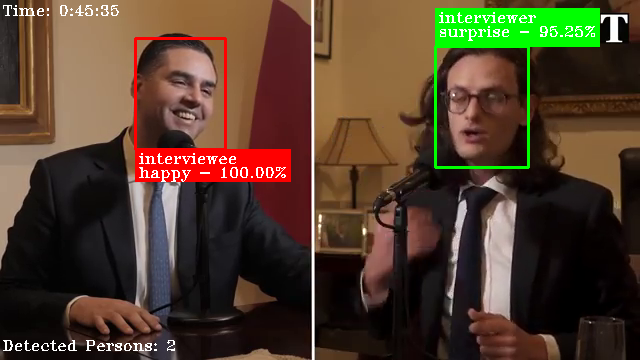 Time: 0:45:35
interviewer
surprise - 95.25%
T
interviewee
happy - 100.00%
Detected Persons: 2